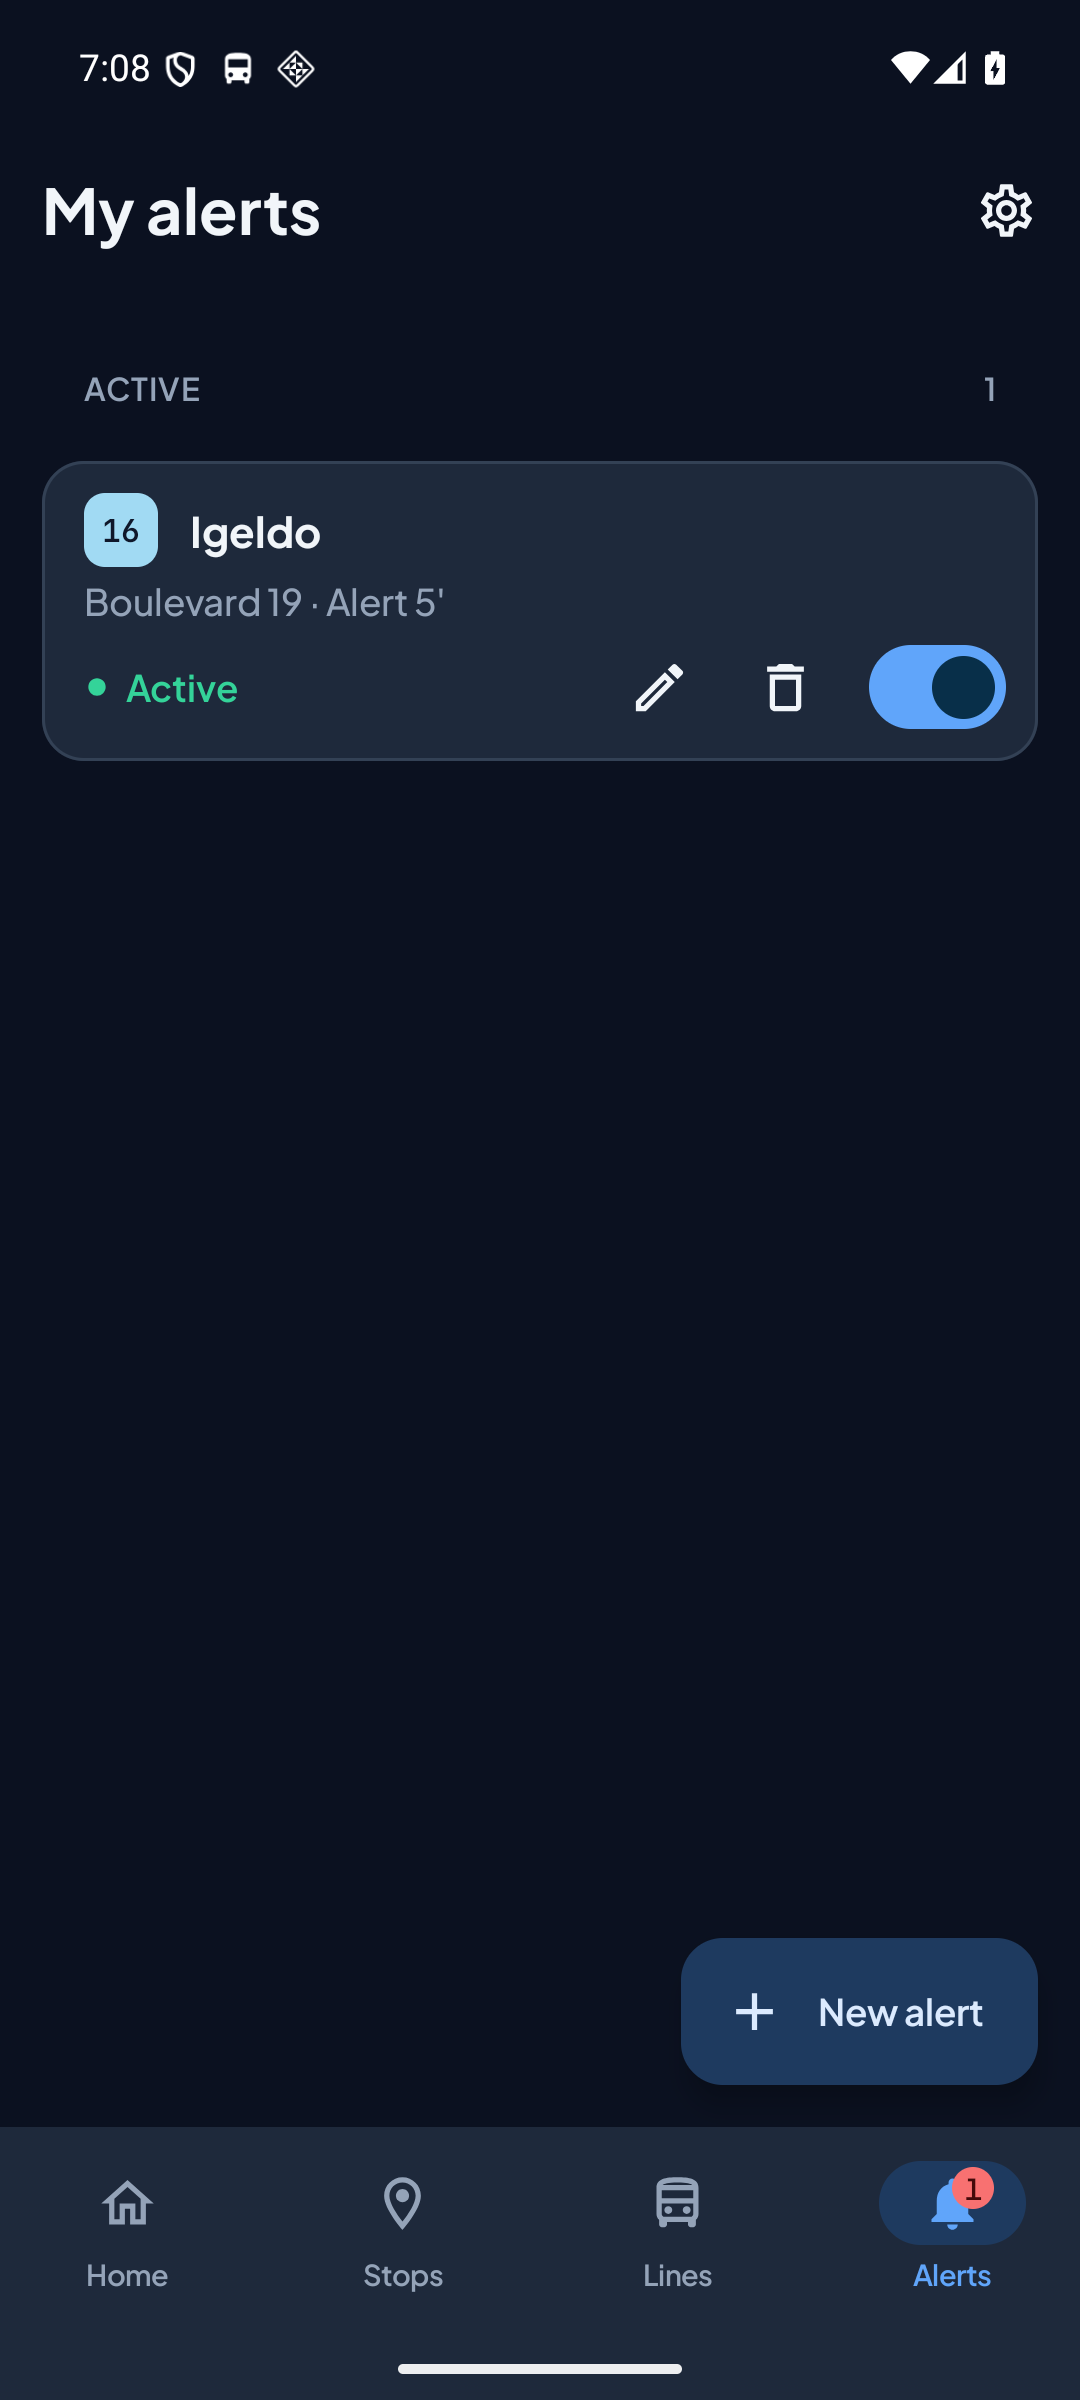 7:08
My alerts
ACTIVE 1
16 Igeldo
Boulevard 19 · Alert 5'
Active
New alert
1
Home Stops Lines Alerts